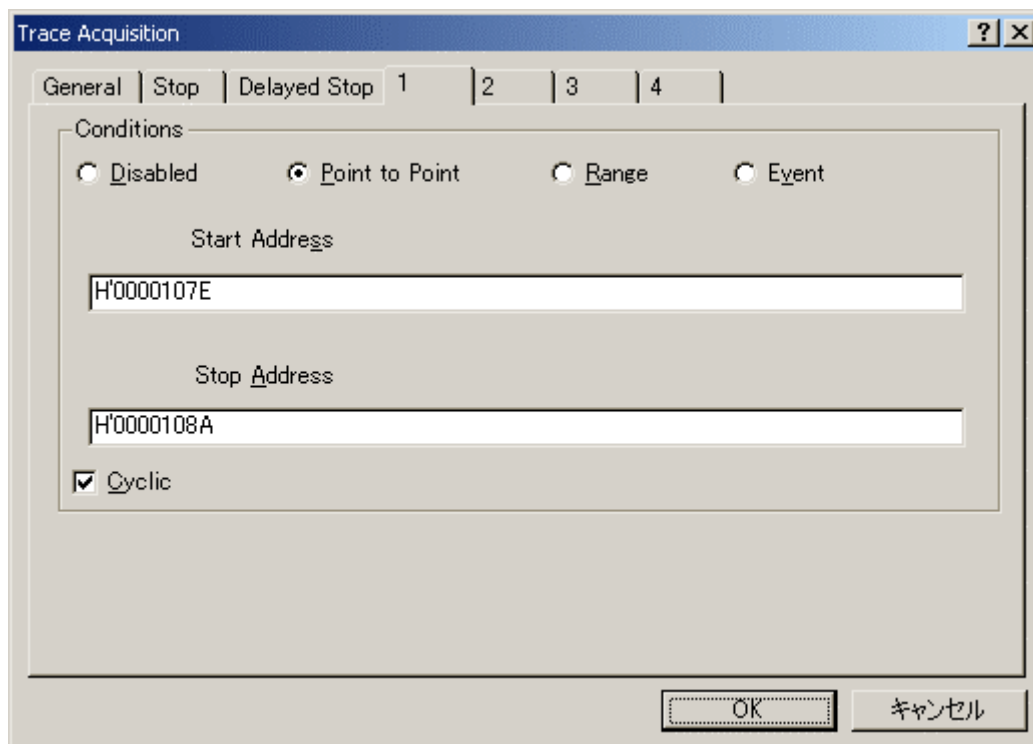 Trace Acquisition
General Stop Delayed Stop 1 2 3 4
Conditions
Disabled Point to Point Range Event
Start Address
H'0000107E
Stop Address
H'0000108A
Cyclic
OK キャンセル